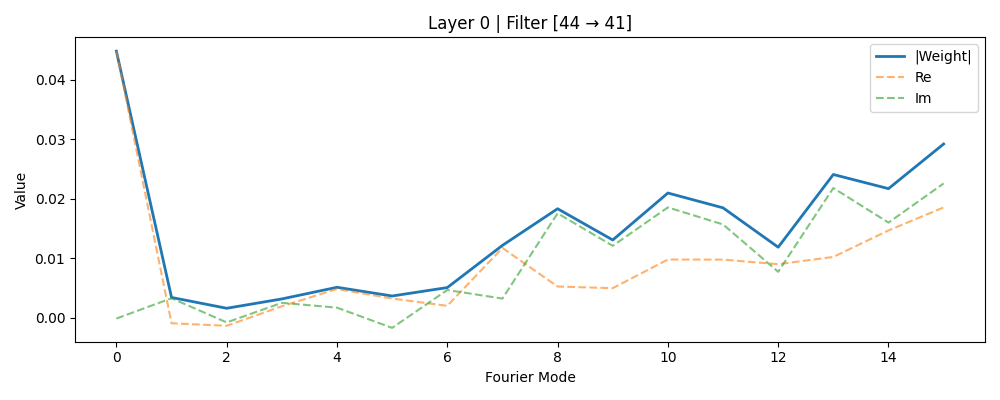 Layer 0 | Filter [44 → 41]
|Weight|
Re
Im
0.04
0.03
0.02
0.01
0.00
Value
0 2 4 6 8 10 12 14
Fourier Mode